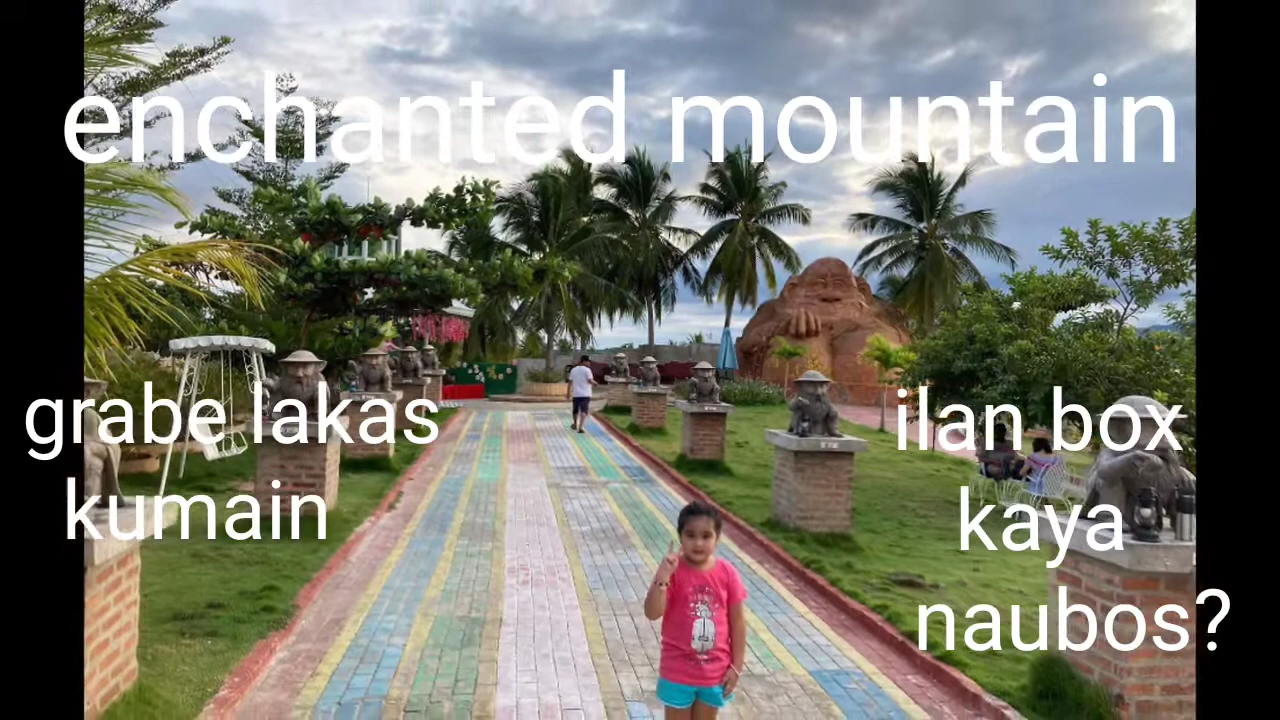 enchanted mountain
grabe lakas
kumain
ilan box
kaya
naubos?